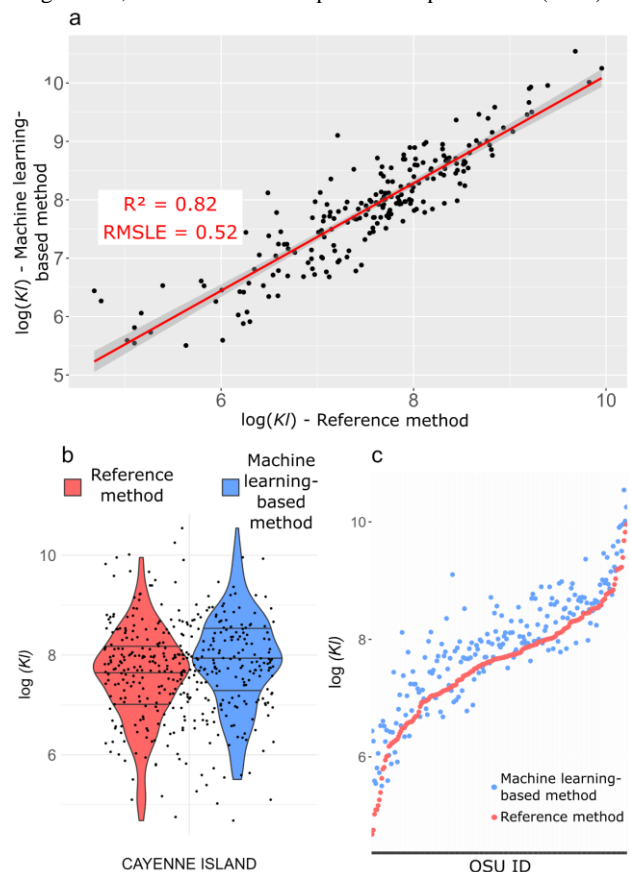 a
log(KI) - Machine learning-
based method
10
9
8
7
6
5
R² = 0.82
RMSLE = 0.52
6
7
8
9
10
log(KI) - Reference method
b
Reference
method
Machine
learning-
based
method
log (KI)
10
8
6
CAYENNE ISLAND
c
log (KI)
10
8
6
Machine learning-
based method
Reference method
OSU ID